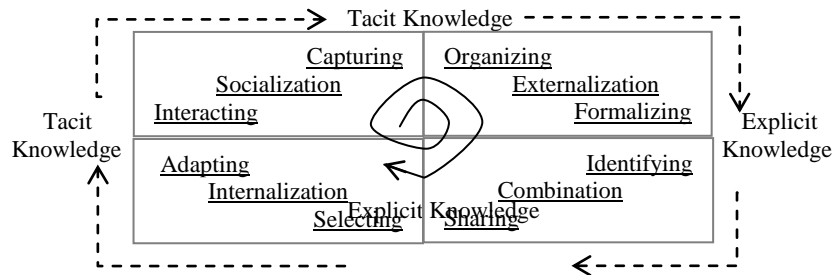 Tacit Knowledge
Capturing
Organizing
Socialization
Externalization
Interacting
Formalizing
Tacit
Knowledge
Explicit
Knowledge
Adapting
Identifying
Internalization
Combination
Selecting
Explicit Knowledge
Sharing